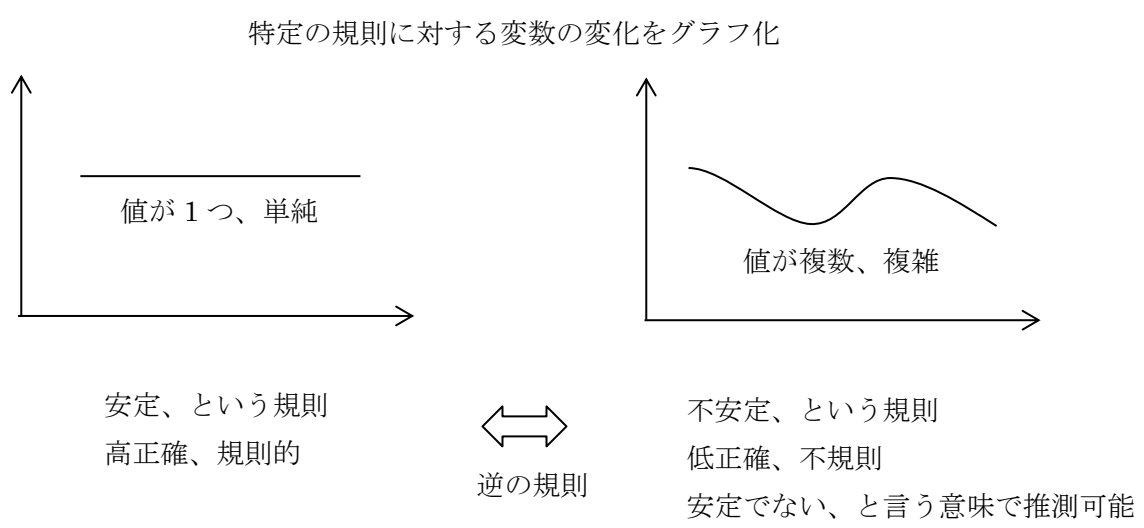 特定の規則に対する変数の変化をグラフ化
値が１つ、単純
値が複数、複雑
安定、という規則
高正確、規則的
逆の規則
不安定、という規則
低正確、不規則
安定でない、と言う意味で推測可能